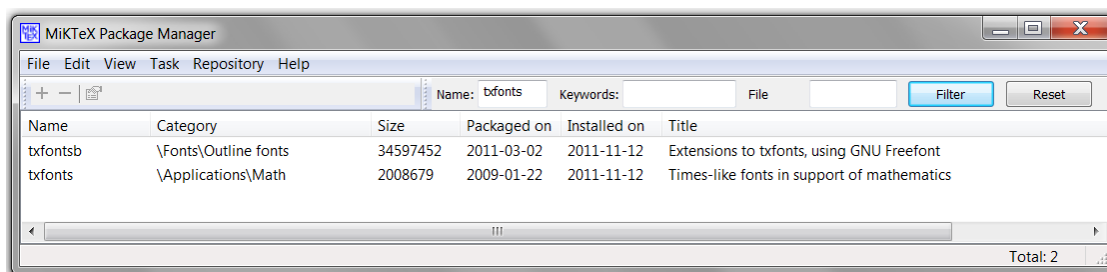 MiKTeX MiKTeX Package Manager
File Edit View Task Repository Help
Name: txfonts Keywords: File Filter Reset
Name Category Size Packaged on Installed on Title
txfontsb \Fonts\Outline fonts 34597452 2011-03-02 2011-11-12 Extensions to txfonts, using GNU Freefont
txfonts \Applications\Math 2008679 2009-01-22 2011-11-12 Times-like fonts in support of mathematics
Total: 2